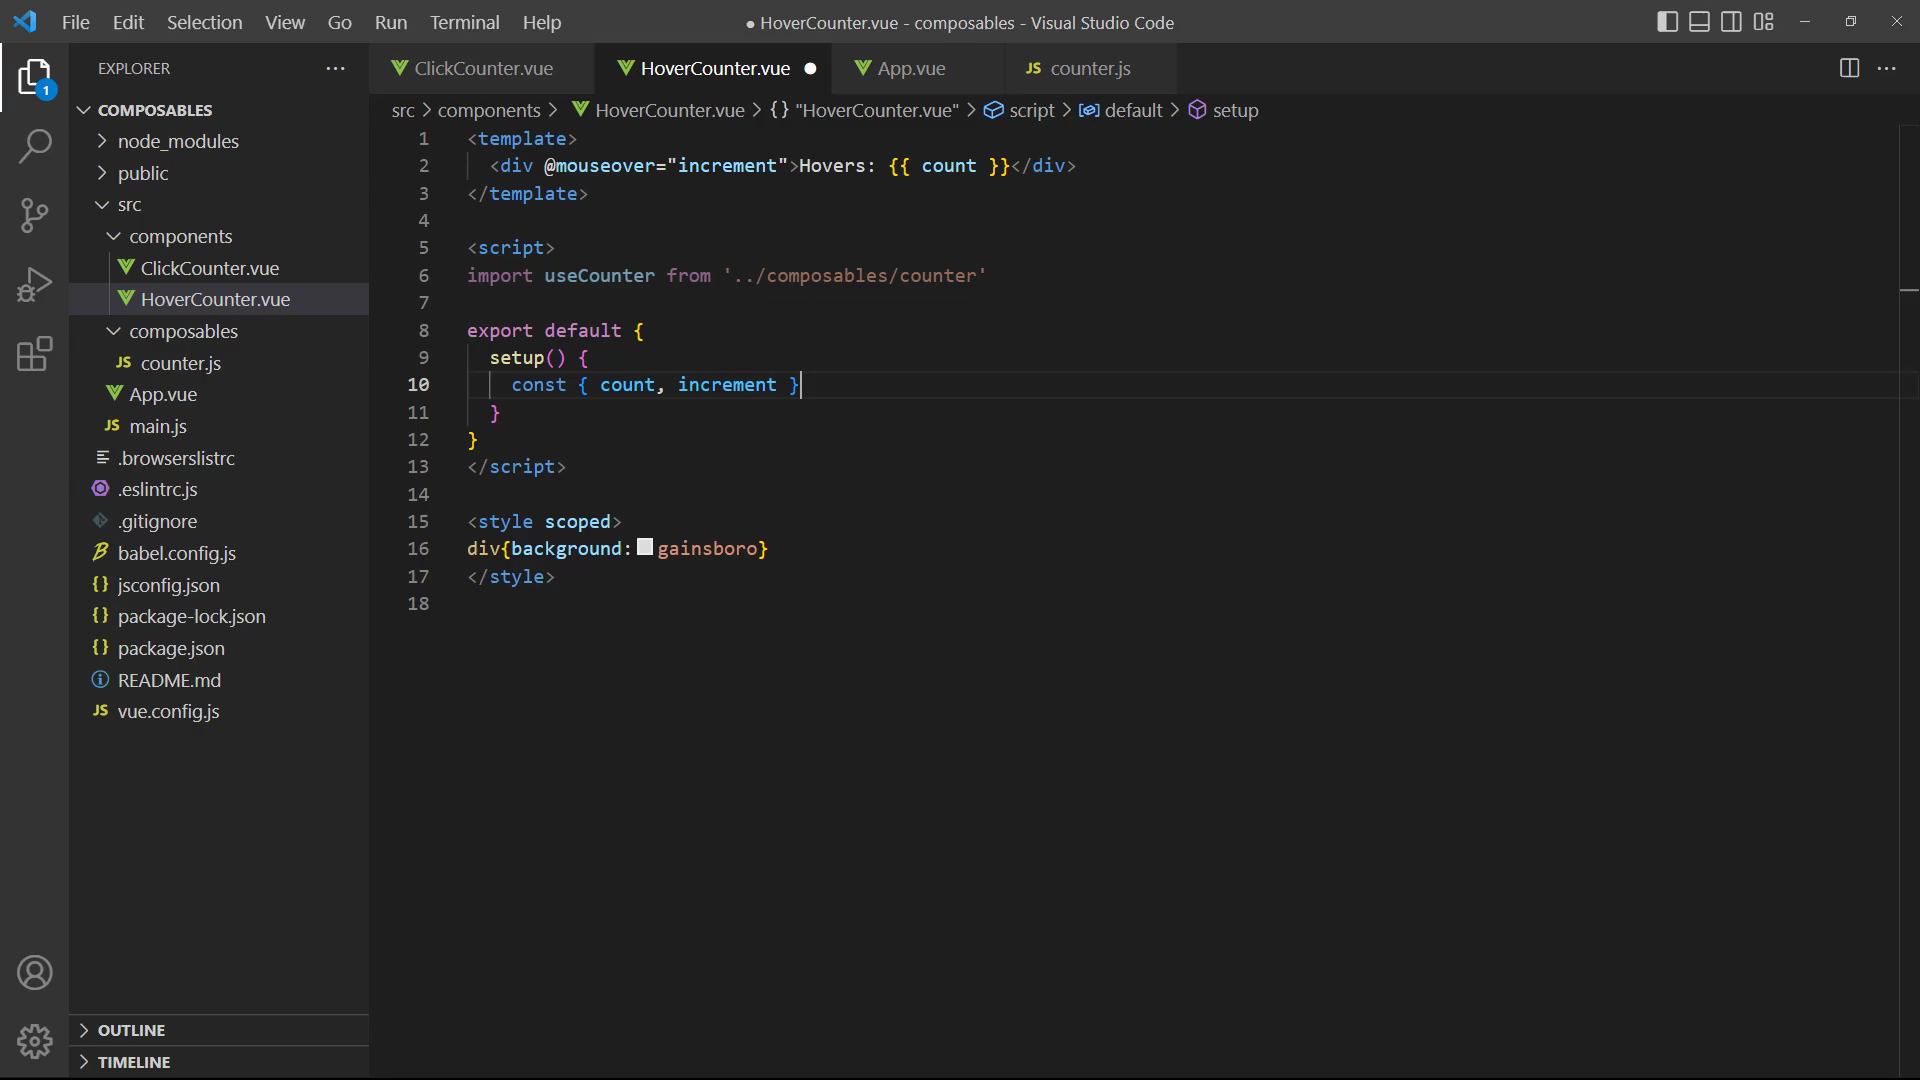 File Edit Selection View Go Run Terminal Help
● HoverCounter.vue - composables - Visual Studio Code
EXPLORER
ClickCounter.vue
HoverCounter.vue
App.vue
JS counter.js
src > components > HoverCounter.vue > {} "HoverCounter.vue" > script > default > setup
1
COMPOSABLES
node_modules
public
src
components
ClickCounter.vue
HoverCounter.vue
composables
JS counter.js
App.vue
JS main.js
.browserslistrc
.eslintrc.js
.gitignore
babel.config.js
{} jsconfig.json
{} package-lock.json
{} package.json
README.md
JS vue.config.js
OUTLINE
TIMELINE
1 <template>
2 <div @mouseover="increment">Hovers: {{ count }}</div>
3 </template>
4
5 <script>
6 import useCounter from '../composables/counter'
7
8 export default {
9 setup() {
10 const { count, increment }
11 }
12 }
13 </script>
14
15 <style scoped>
16 div{background: gainsboro}
17 </style>
18